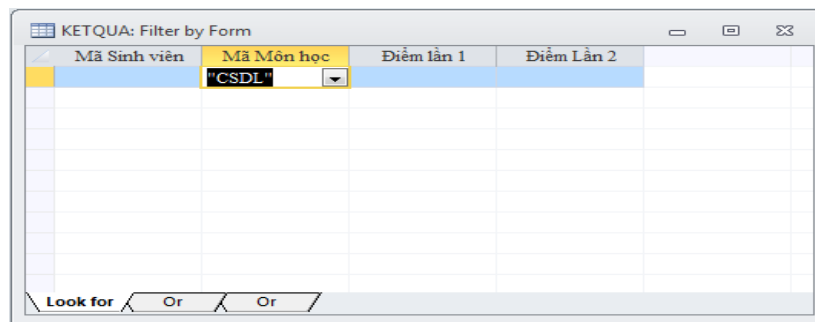 KETQUA: Filter by Form
Mã Sinh viên Mã Môn học Điểm lần 1 Điểm Lần 2
"CSDL"
Look for Or Or